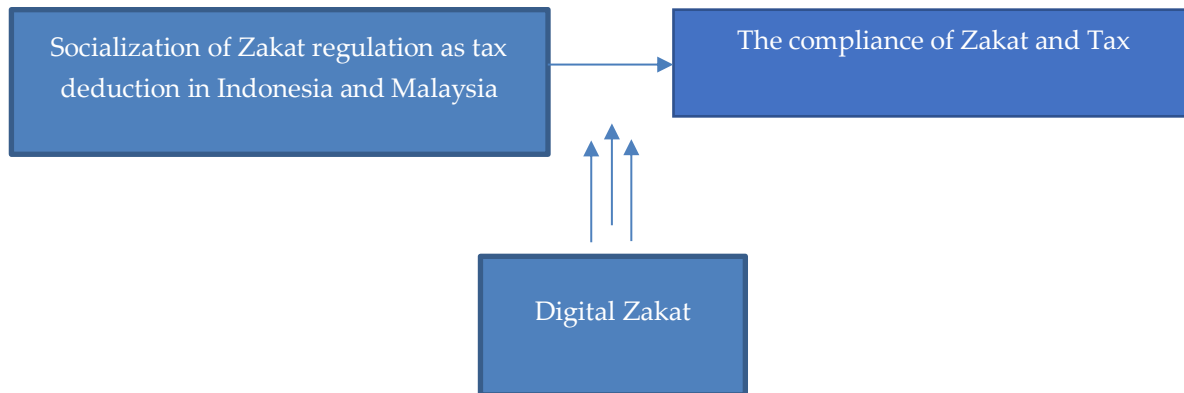 Socialization of Zakat regulation as tax
deduction in Indonesia and Malaysia
The compliance of Zakat and Tax
Digital Zakat